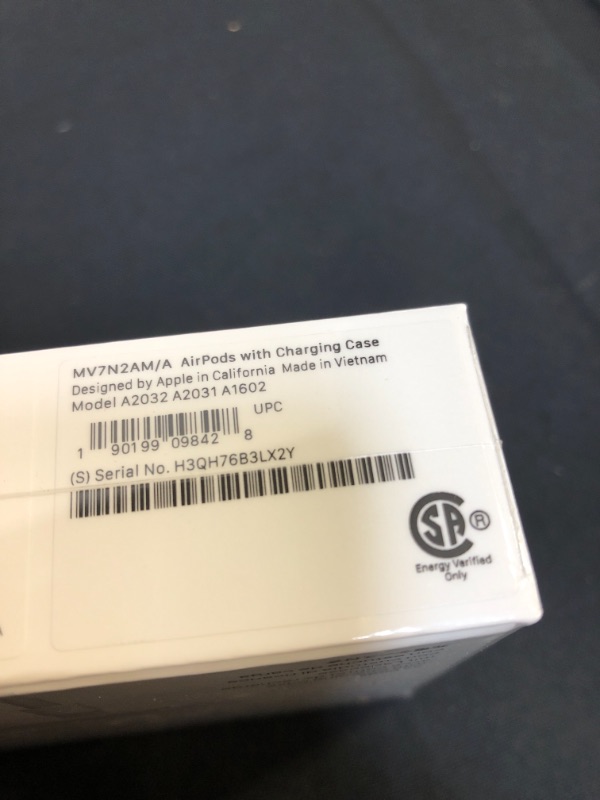 MV7N2AM/A AirPods with Charging Case
Designed by Apple in California Made in Vietnam
Model A2032 A2031 A1602
UPC
1 90199 09842 8
(S) Serial No. H3QH76B3LX2Y
SA ®
Energy Verified
Only